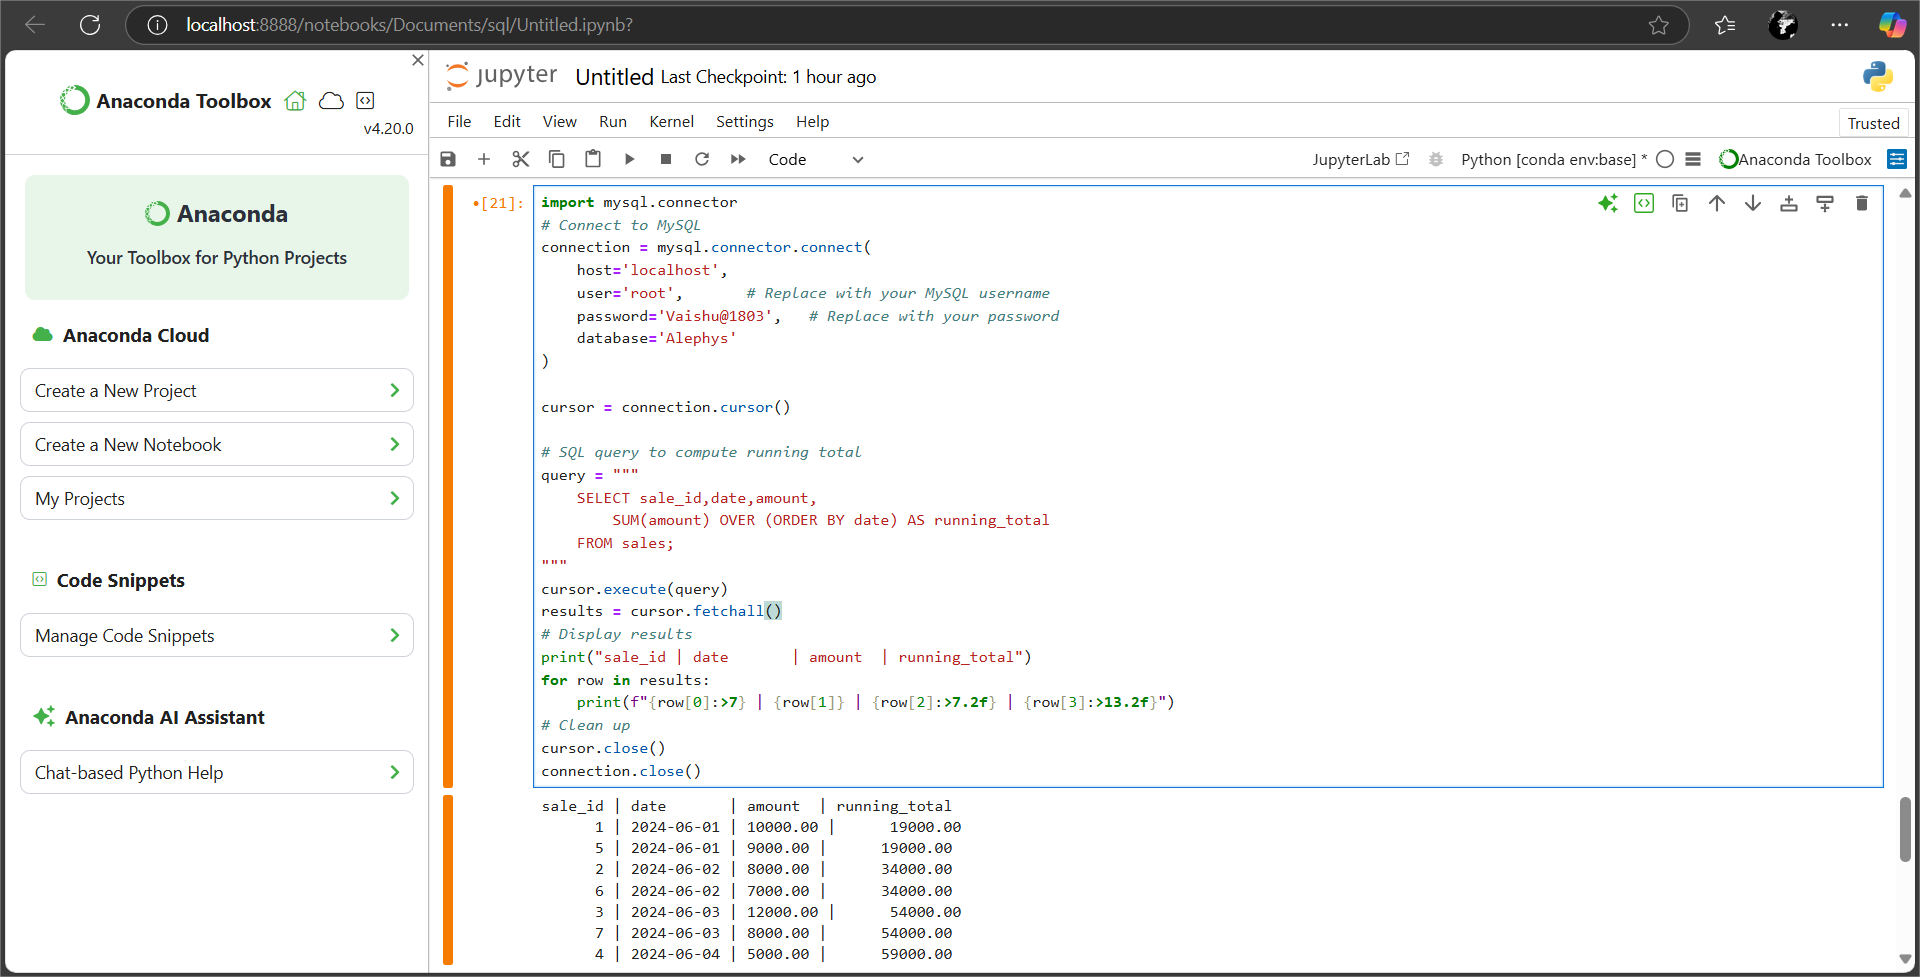 localhost:8888/notebooks/Documents/sql/Untitled.ipynb?
Anaconda Toolbox
v4.20.0
Anaconda
Your Toolbox for Python Projects
Anaconda Cloud
Create a New Project
Create a New Notebook
My Projects
Code Snippets
Manage Code Snippets
Anaconda AI Assistant
Chat-based Python Help
jupyter Untitled Last Checkpoint: 1 hour ago
File Edit View Run Kernel Settings Help
Trusted
Code JupyterLab Python [conda env:base] * Anaconda Toolbox
•[21]:
import mysql.connector
# Connect to MySQL
connection = mysql.connector.connect(
    host='localhost',
    user='root',       # Replace with your MySQL username
    password='Vaishu@1803',   # Replace with your password
    database='Alephys'
)
cursor = connection.cursor()
# SQL query to compute running total
query = """
    SELECT sale_id,date,amount,
        SUM(amount) OVER (ORDER BY date) AS running_total
    FROM sales;
"""
cursor.execute(query)
results = cursor.fetchall()
# Display results
print("sale_id | date       | amount  | running_total")
for row in results:
    print(f"{row[0]:>7} | {row[1]} | {row[2]:>7.2f} | {row[3]:>13.2f}")
# Clean up
cursor.close()
connection.close()
sale_id | date       | amount  | running_total
      1 | 2024-06-01 | 10000.00 |      19000.00
      5 | 2024-06-01 | 9000.00 |      19000.00
      2 | 2024-06-02 | 8000.00 |      34000.00
      6 | 2024-06-02 | 7000.00 |      34000.00
      3 | 2024-06-03 | 12000.00 |      54000.00
      7 | 2024-06-03 | 8000.00 |      54000.00
      4 | 2024-06-04 | 5000.00 |      59000.00